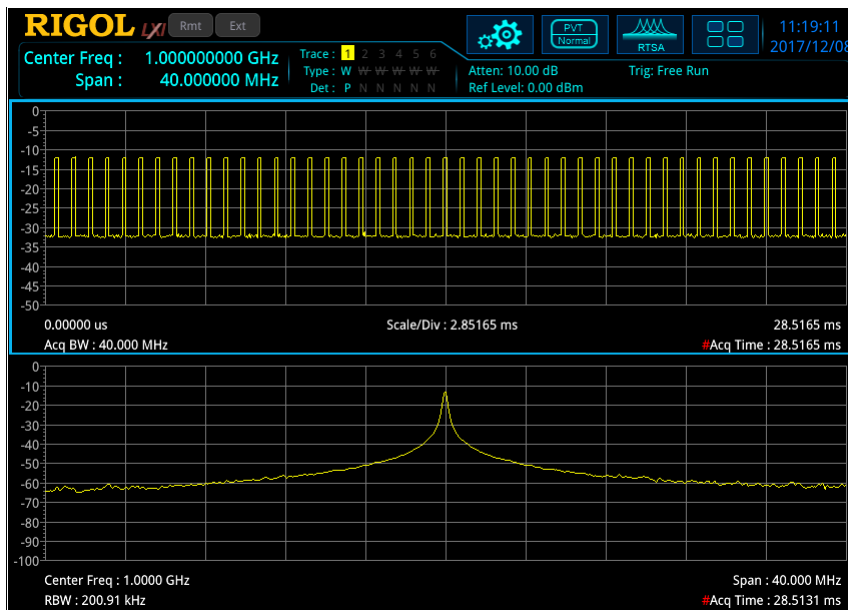 RIGOL LXI Rmt Ext
PVT
Normal
RTSA
11:19:11
2017/12/08
Center Freq : 1.000000000 GHz
Span : 40.000000 MHz
Trace : 1 2 3 4 5 6
Type : W W W W W W
Det : P N N N N N
Atten: 10.00 dB
Ref Level: 0.00 dBm
Trig: Free Run
0
-5
-10
-15
-20
-25
-30
-35
-40
-45
-50
0.00000 us Scale/Div : 2.85165 ms 28.5165 ms
Acq BW : 40.000 MHz #Acq Time : 28.5165 ms
0
-10
-20
-30
-40
-50
-60
-70
-80
-90
-100
Center Freq : 1.0000 GHz Span : 40.000 MHz
RBW : 200.91 kHz #Acq Time : 28.5131 ms